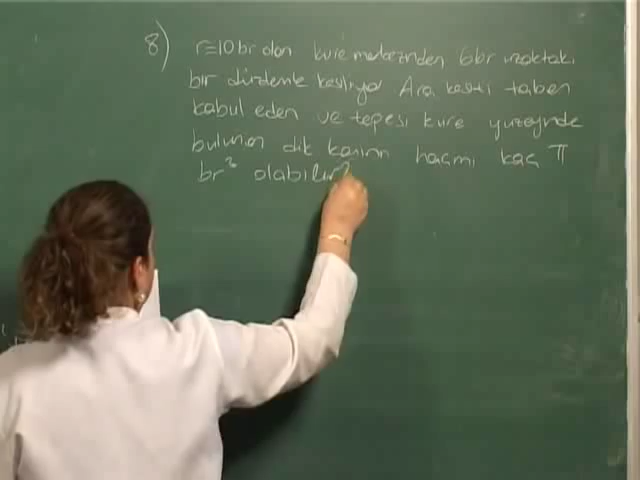 8) r=10 br olan küre merkezinden 6 br uzaktaki
bir düzlemle kesiliyor Ara kesiti taban
kabul eden ve tepesi küre yüzeyinde
bulunan dik koninin hacmi kaç π
br³ olabilir?